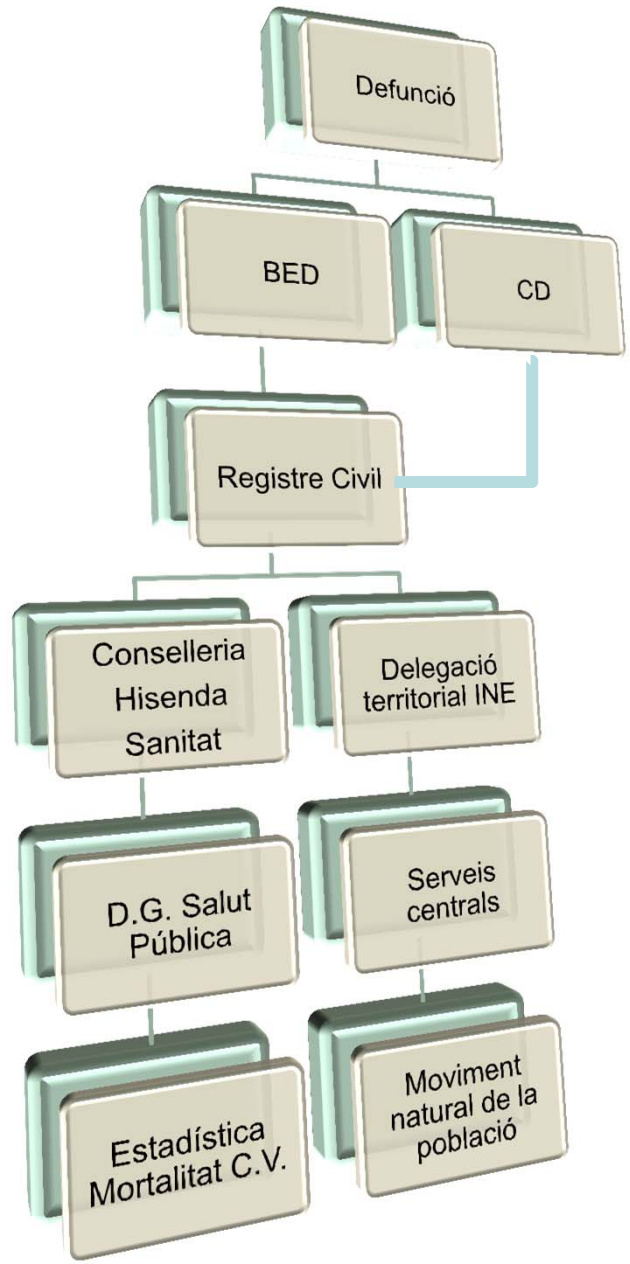 Defunció
BED
CD
Registre Civil
Conselleria
Hisenda
Sanitat
Delegació
territorial INE
D.G. Salut
Pública
Serveis
centrals
Estadística
Mortalitat C.V.
Moviment
natural de la
població